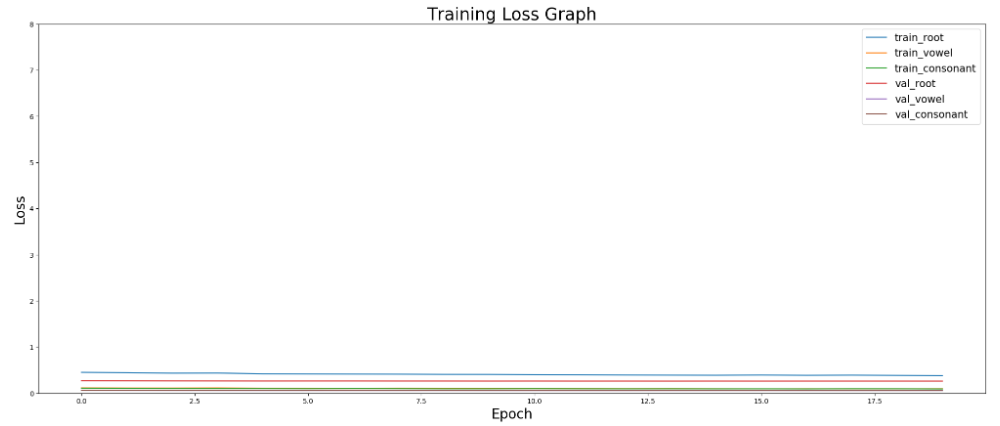 Training Loss Graph
8
7
6
5
4
3
2
1
0
Loss
train_root
train_vowel
train_consonant
val_root
val_vowel
val_consonant
0.0 2.5 5.0 7.5 10.0 12.5 15.0 17.5
Epoch